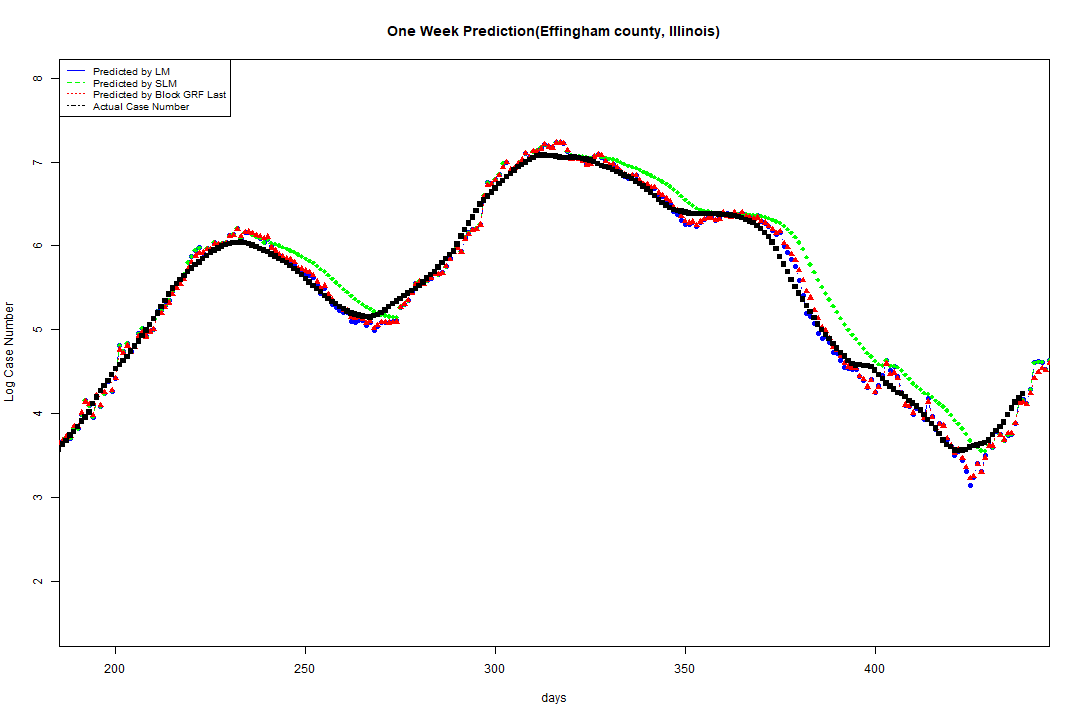 One Week Prediction(Effingham county, Illinois)
Predicted by LM
Predicted by SLM
Predicted by Block GRF Last
Actual Case Number
8
7
6
5
4
3
2
Log Case Number
200
250
300
350
400
days